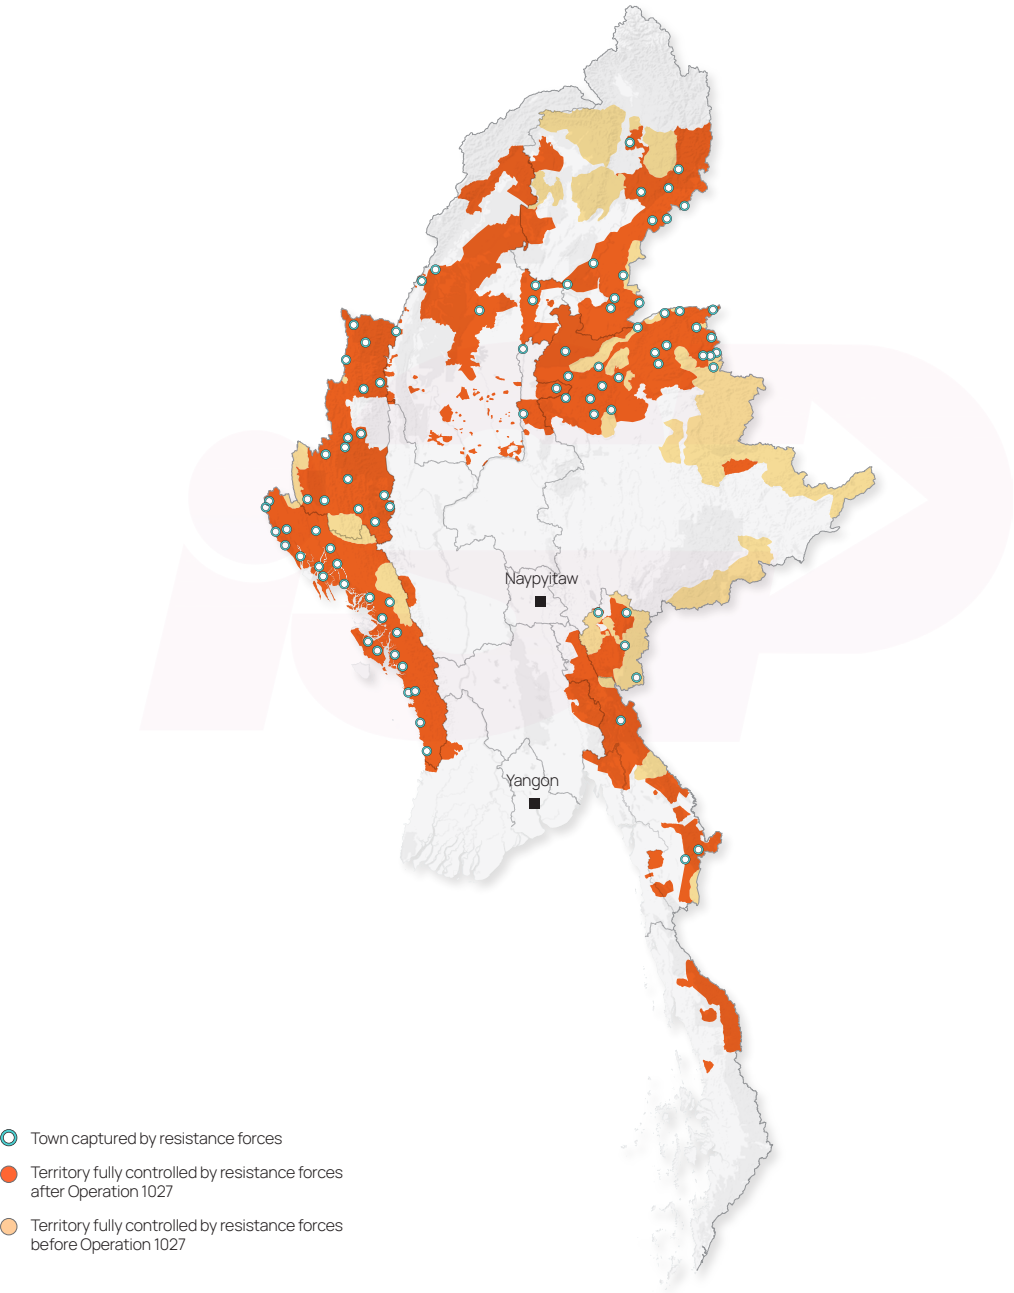 Naypyitaw
Yangon
Town captured by resistance forces
Territory fully controlled by resistance forces
after Operation 1027
Territory fully controlled by resistance forces
before Operation 1027